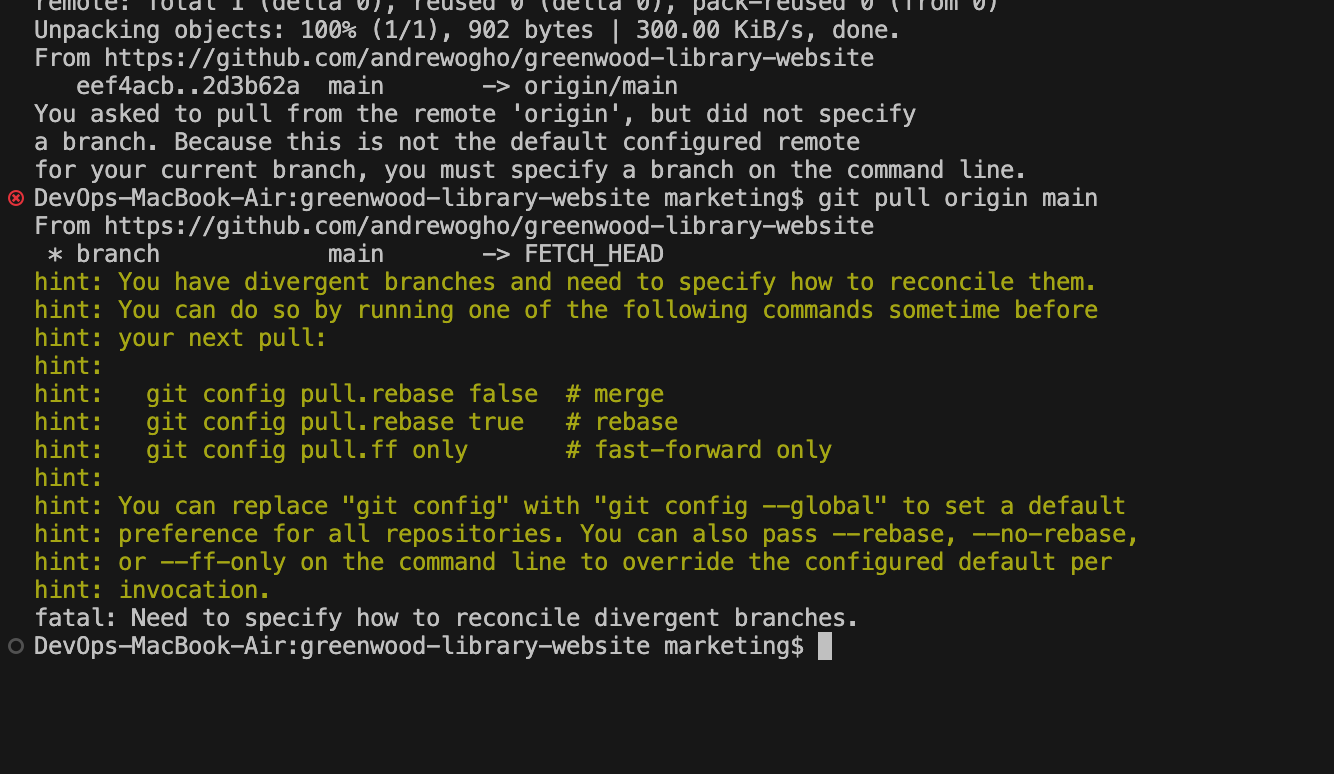 remote: Total 1 (delta 0), reused 0 (delta 0), pack-reused 0 (from 0)
Unpacking objects: 100% (1/1), 902 bytes | 300.00 KiB/s, done.
From https://github.com/andrewogho/greenwood-library-website
   eef4acb..2d3b62a  main       -> origin/main
You asked to pull from the remote 'origin', but did not specify
a branch. Because this is not the default configured remote
for your current branch, you must specify a branch on the command line.
DevOps-MacBook-Air:greenwood-library-website marketing$ git pull origin main
From https://github.com/andrewogho/greenwood-library-website
 * branch            main       -> FETCH_HEAD
hint: You have divergent branches and need to specify how to reconcile them.
hint: You can do so by running one of the following commands sometime before
hint: your next pull:
hint:
hint:   git config pull.rebase false  # merge
hint:   git config pull.rebase true   # rebase
hint:   git config pull.ff only       # fast-forward only
hint:
hint: You can replace "git config" with "git config --global" to set a default
hint: preference for all repositories. You can also pass --rebase, --no-rebase,
hint: or --ff-only on the command line to override the configured default per
hint: invocation.
fatal: Need to specify how to reconcile divergent branches.
DevOps-MacBook-Air:greenwood-library-website marketing$